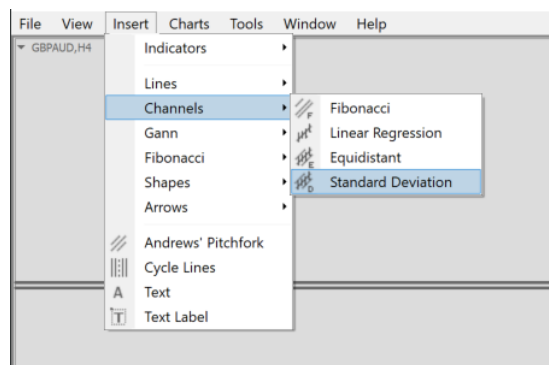 File View Insert Charts Tools Window Help
GBPAUD,H4
Indicators
Lines
Channels
Gann
Fibonacci
Shapes
Arrows
Andrews' Pitchfork
Cycle Lines
A Text
T Text Label
F Fibonacci
Linear Regression
E Equidistant
D Standard Deviation